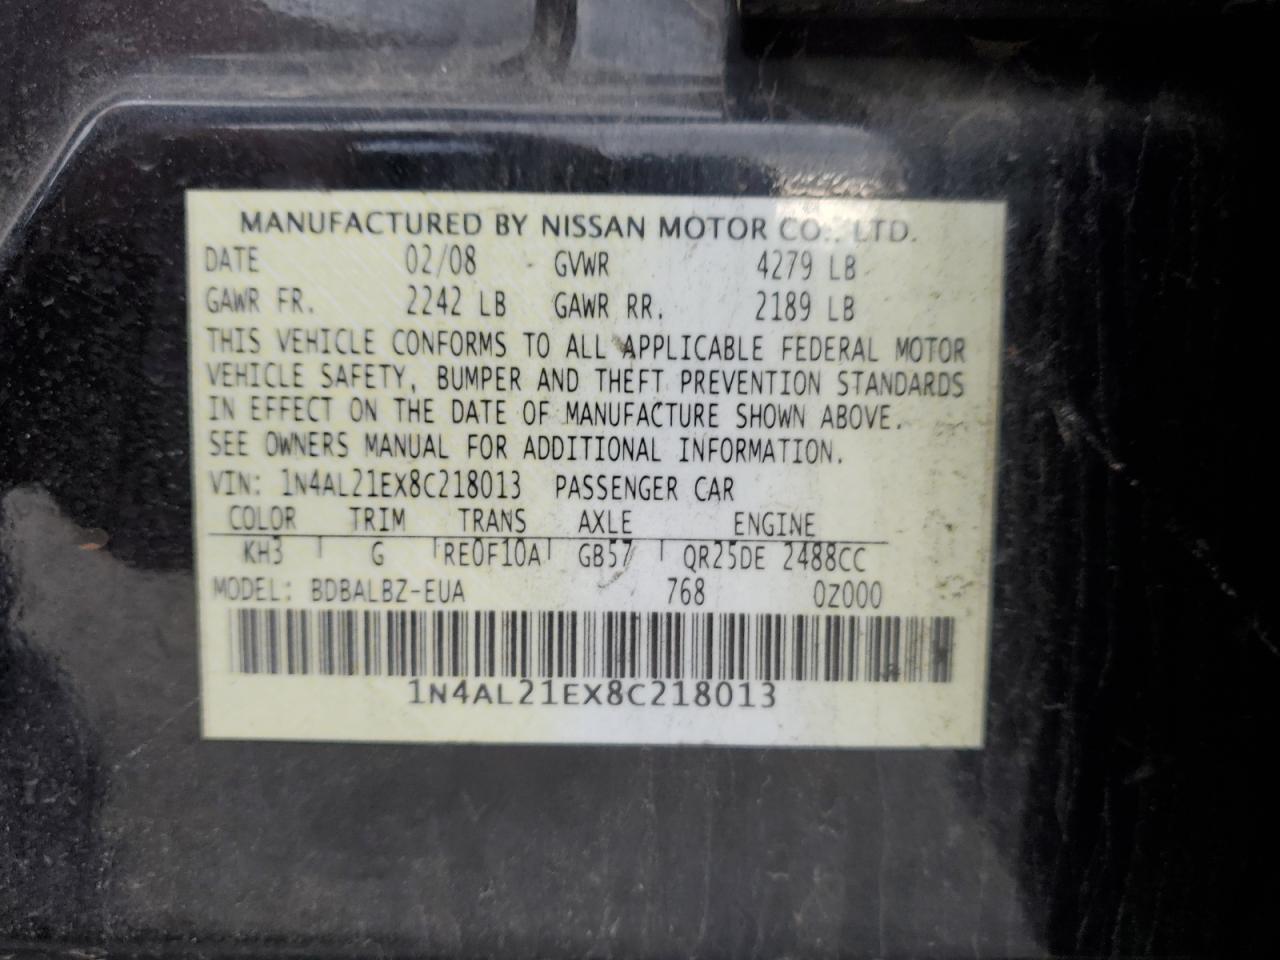 MANUFACTURED BY NISSAN MOTOR CO., LTD.
DATE 02/08 GVWR 4279 LB
GAWR FR. 2242 LB GAWR RR. 2189 LB
THIS VEHICLE CONFORMS TO ALL APPLICABLE FEDERAL MOTOR
VEHICLE SAFETY, BUMPER AND THEFT PREVENTION STANDARDS
IN EFFECT ON THE DATE OF MANUFACTURE SHOWN ABOVE.
SEE OWNERS MANUAL FOR ADDITIONAL INFORMATION.
VIN: 1N4AL21EX8C218013 PASSENGER CAR
COLOR TRIM TRANS AXLE ENGINE
KH3 G RE0F10A GB57 QR25DE 2488CC
MODEL: BDBALBZ-EUA 768 0Z000
1N4AL21EX8C218013